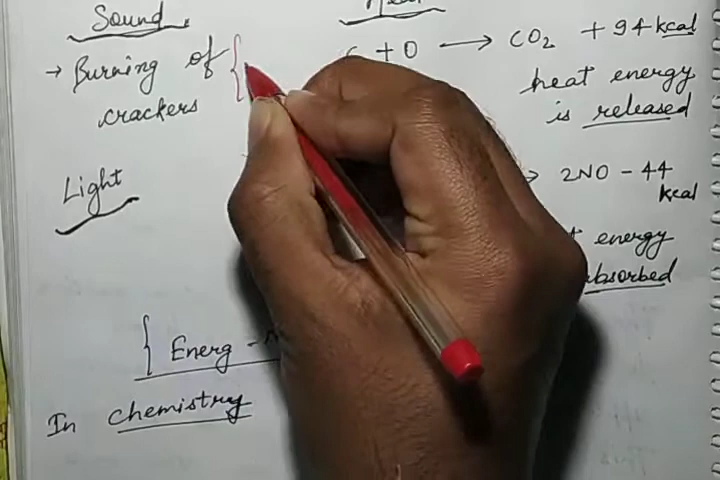 Sound
Heat
→ Burning of {
crackers
+ O → CO2 + 94 kcal
heat energy
is released
Light
→ 2NO - 44
kcal
energy
absorbed
{ Energ -
In chemistry